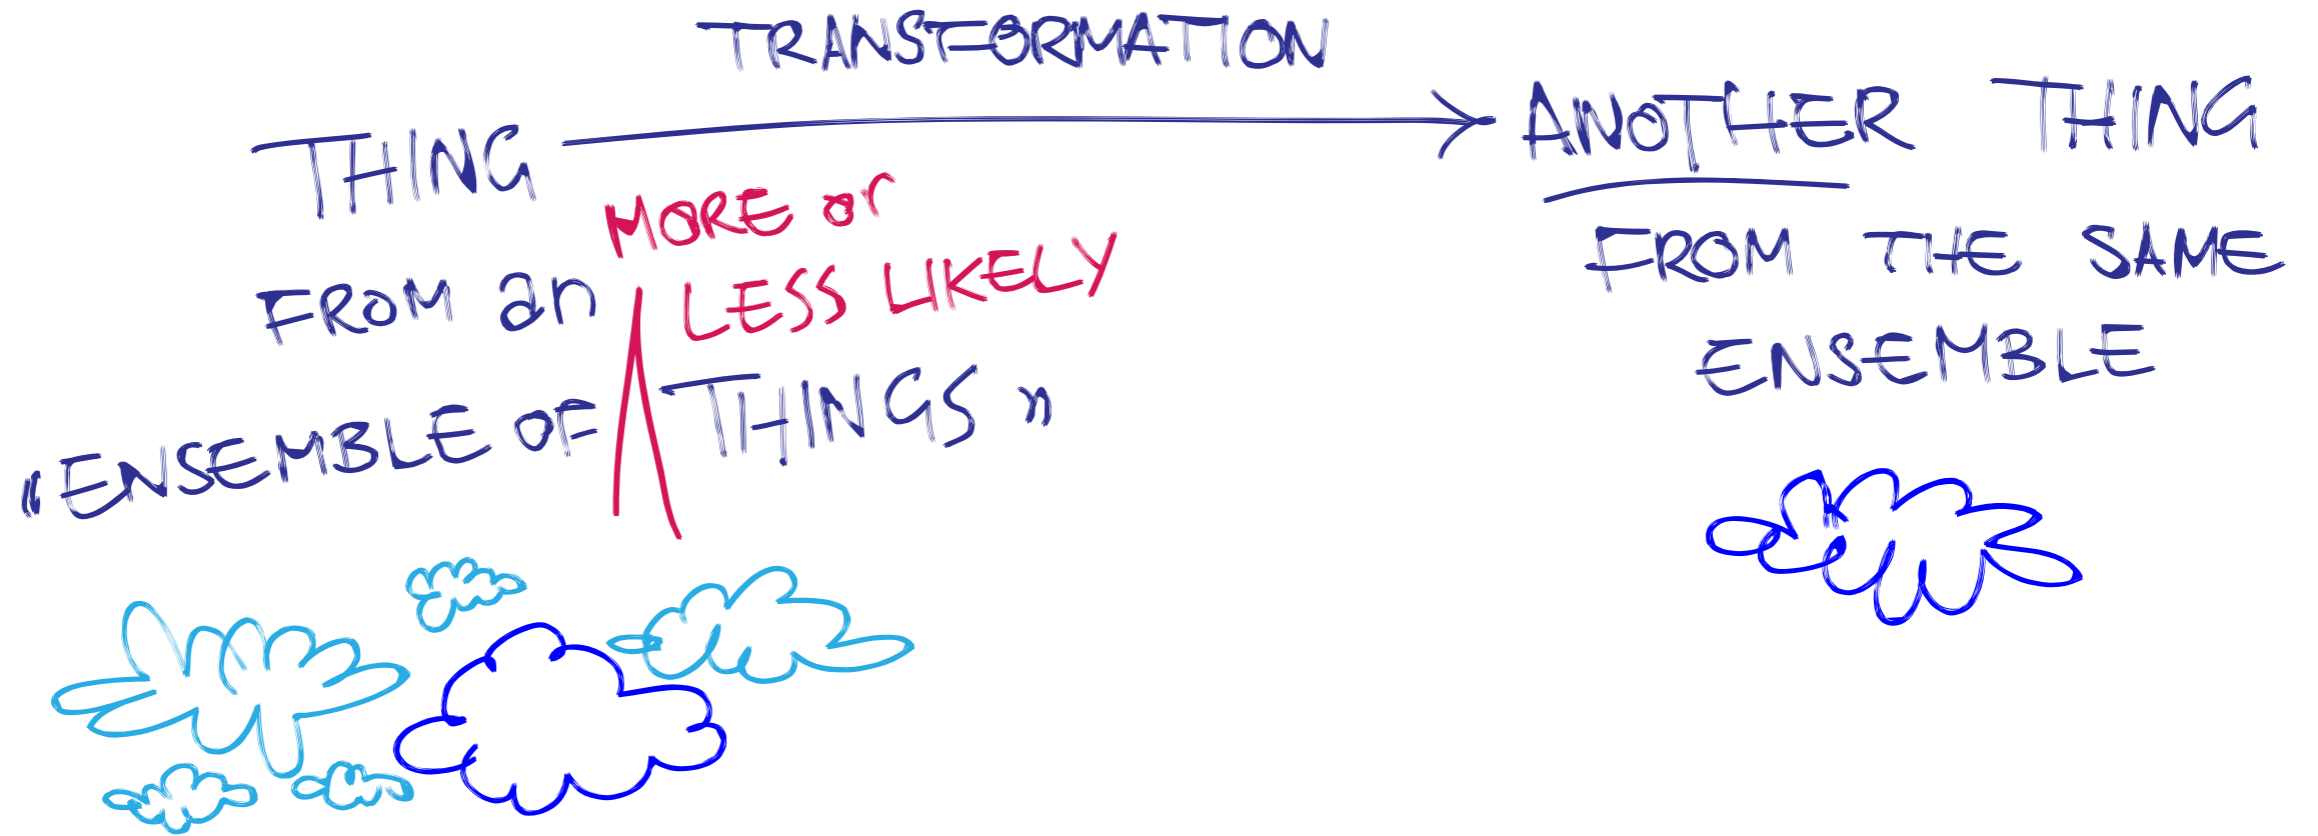 TRANSFORMATION
THING
ANOTHER THING
FROM THE SAME
ENSEMBLE
FROM an
MORE or
LESS LIKELY
"ENSEMBLE OF THINGS"